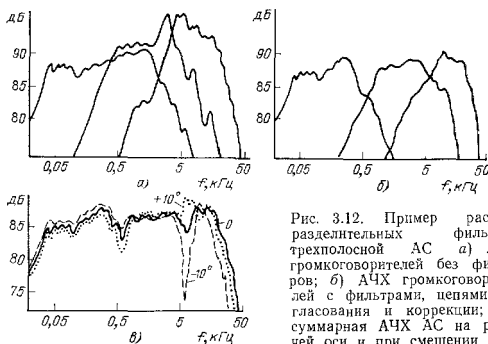 дБ
90
85
80
0,05
0,5
5
50
f, кГц
а)
дБ
90
85
80
0,05
0,5
5
50
f, кГц
б)
дБ
85
80
75
+10°
0
-10°
0,05
0,5
5
50
f, кГц
в)
Рис. 3.12. Пример рас
разделительных фильт
трехполосной АС а)
громкоговорителей без фи
ров; б) АЧХ громкоговор
лей с фильтрами, цепями
гласования и коррекции;
суммарная АЧХ АС на р
чей оси и при смещении